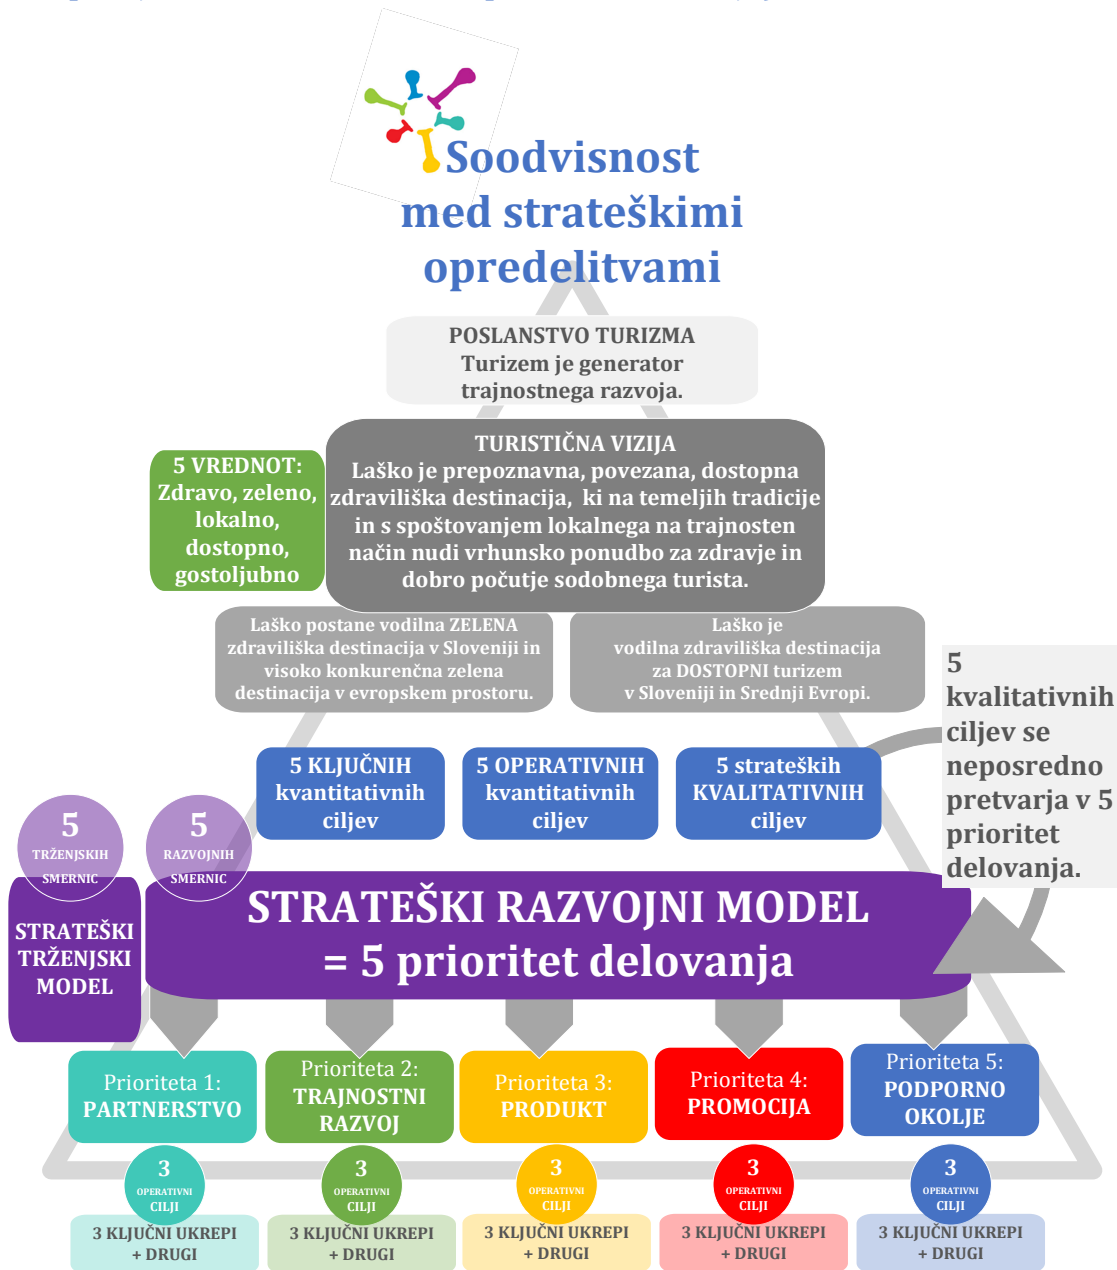 Soodvisnost
med strateškimi
opredelitvami
POSLANSTVO TURIZMA
Turizem je generator
trajnostnega razvoja.
TURISTIČNA VIZIJA
Laško je prepoznavna, povezana, dostopna
zdraviliška destinacija, ki na temeljih tradicije
in s spoštovanjem lokalnega na trajnosten
način nudi vrhunsko ponudbo za zdravje in
dobro počutje sodobnega turista.
5 VREDNOT:
Zdravo, zeleno,
lokalno,
dostopno,
gostoljubno
Laško postane vodilna ZELENA
zdraviliška destinacija v Sloveniji in
visoko konkurenčna zelena
destinacija v evropskem prostoru.
Laško je
vodilna zdraviliška destinacija
za DOSTOPNI turizem
v Sloveniji in Srednji Evropi.
5
kvalitativnih
ciljev se
neposredno
pretvarja v 5
prioritet
delovanja.
5 KLJUČNIH
kvantitativnih
ciljev
5 OPERATIVNIH
kvantitativnih
ciljev
5 strateških
KVALITATIVNIH
ciljev
5
TRŽENJSKIH
SMERNIC
5
RAZVOJNIH
SMERNIC
STRATEŠKI
TRŽENJSKI
MODEL
STRATEŠKI RAZVOJNI MODEL
= 5 prioritet delovanja
Prioriteta 1:
PARTNERSTVO
Prioriteta 2:
TRAJNOSTNI
RAZVOJ
Prioriteta 3:
PRODUKT
Prioriteta 4:
PROMOCIJA
Prioriteta 5:
PODPORNO
OKOLJE
3
OPERATIVNI
CILJI
3
OPERATIVNI
CILJI
3
OPERATIVNI
CILJI
3
OPERATIVNI
CILJI
3
OPERATIVNI
CILJI
3 KLJUČNI UKREPI
+ DRUGI
3 KLJUČNI UKREPI
+ DRUGI
3 KLJUČNI UKREPI
+ DRUGI
3 KLJUČNI UKREPI
+ DRUGI
3 KLJUČNI UKREPI
+ DRUGI